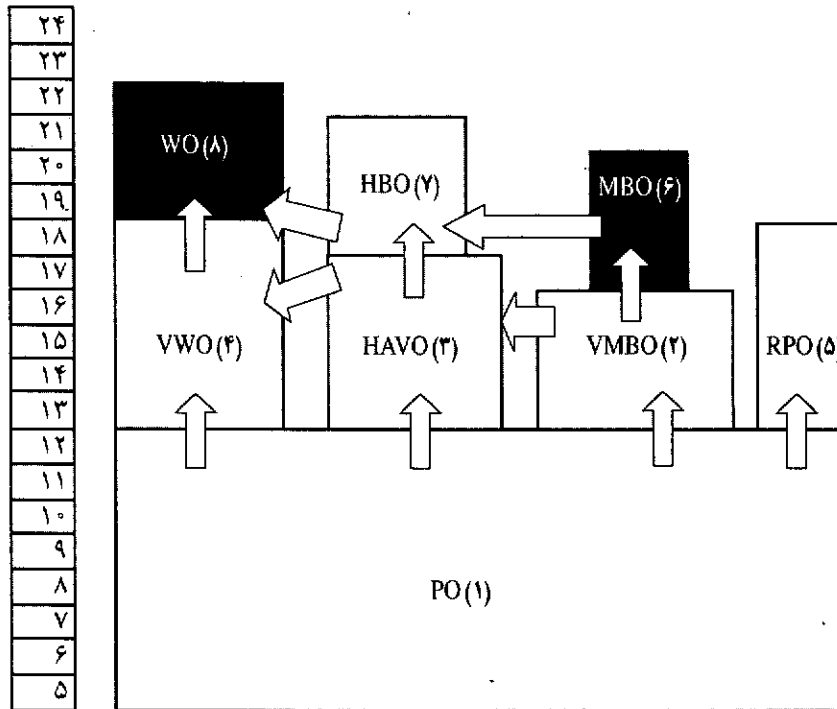 ۲۴
۲۳
۲۲
۲۱
۲۰
۱۹
۱۸
۱۷
۱۶
۱۵
۱۴
۱۳
۱۲
۱۱
۱۰
۹
۸
۷
۶
۵
WO(۸)
HBO(۷)
MBO(۶)
VWO(۴)
HAVO(۳)
VMBO(۲)
RPO(۵)
PO(۱)